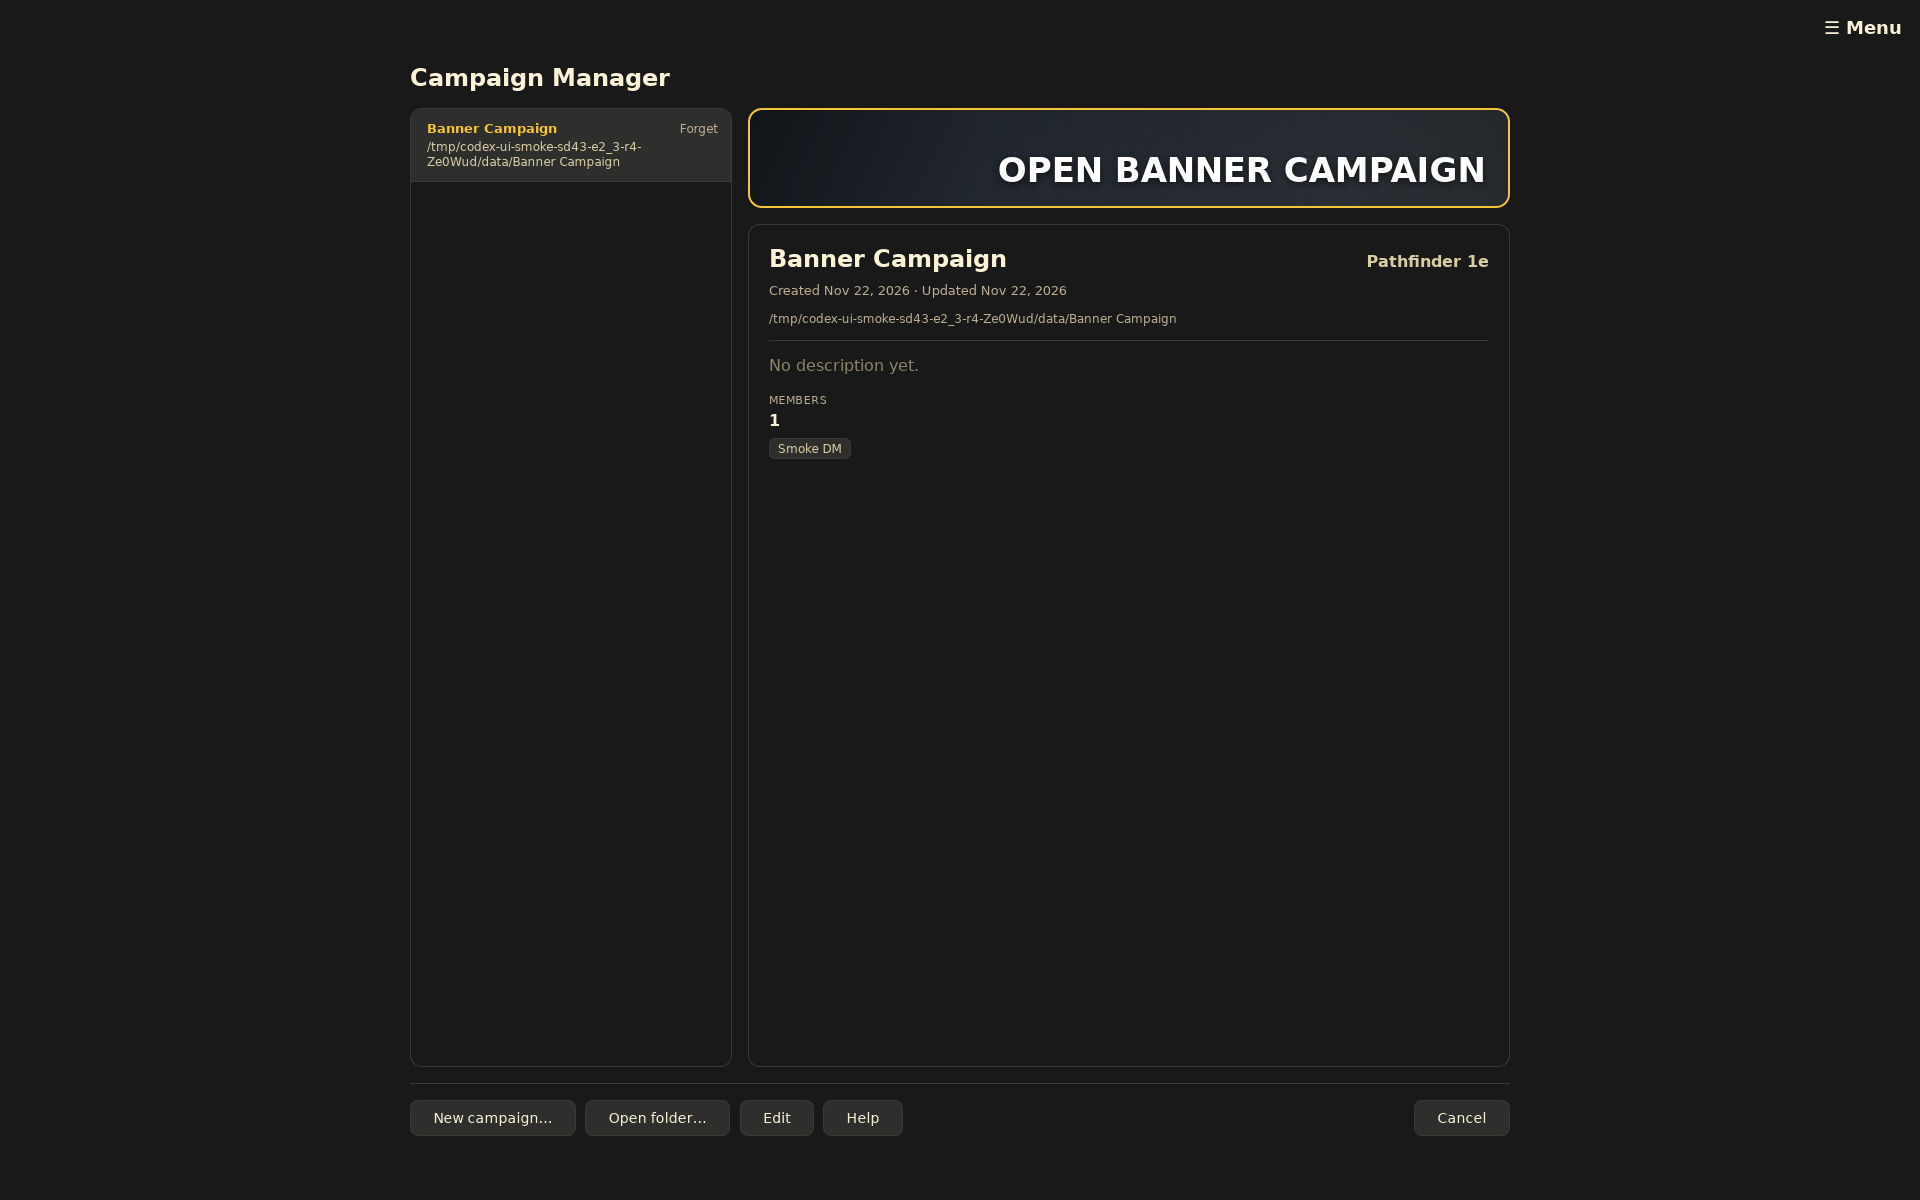 ☰ Menu
Campaign Manager
Banner Campaign
Forget
/tmp/codex-ui-smoke-sd43-e2_3-r4-
Ze0Wud/data/Banner Campaign
OPEN BANNER CAMPAIGN
Banner Campaign
Pathfinder 1e
Created Nov 22, 2026 · Updated Nov 22, 2026
/tmp/codex-ui-smoke-sd43-e2_3-r4-Ze0Wud/data/Banner Campaign
No description yet.
MEMBERS
1
Smoke DM
New campaign…
Open folder…
Edit
Help
Cancel